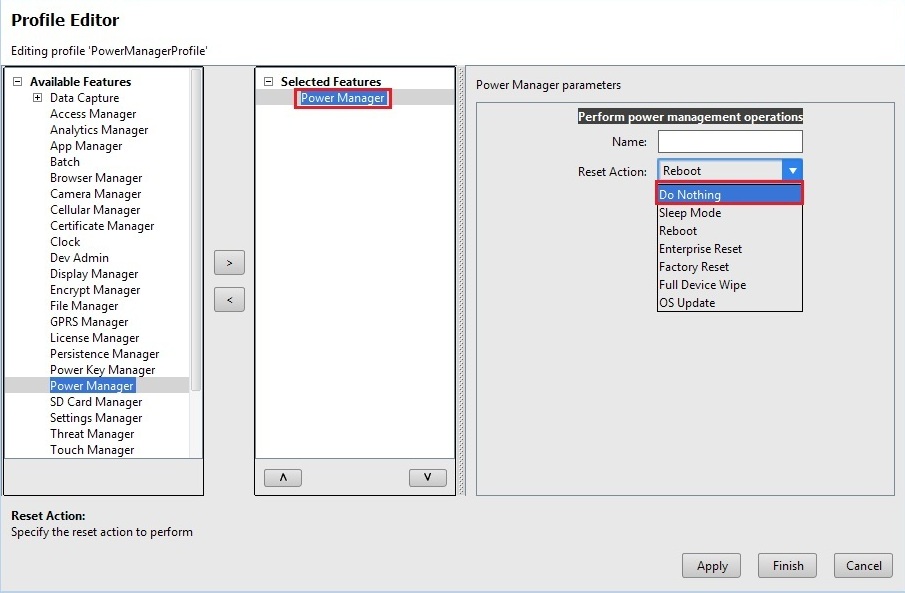 Profile Editor
Editing profile 'PowerManagerProfile'
Available Features
Data Capture
Access Manager
Analytics Manager
App Manager
Batch
Browser Manager
Camera Manager
Cellular Manager
Certificate Manager
Clock
Dev Admin
Display Manager
Encrypt Manager
File Manager
GPRS Manager
License Manager
Persistence Manager
Power Key Manager
Power Manager
SD Card Manager
Settings Manager
Threat Manager
Touch Manager
>
<
Selected Features
Power Manager
Power Manager parameters
Perform power management operations
Name:
Reset Action: Reboot
Do Nothing
Sleep Mode
Reboot
Enterprise Reset
Factory Reset
Full Device Wipe
OS Update
Reset Action:
Specify the reset action to perform
Apply Finish Cancel